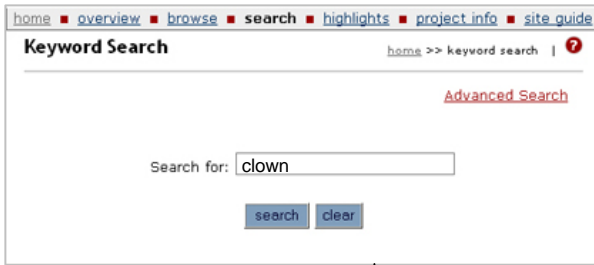 home ■ overview ■ browse ■ search ■ highlights ■ project info ■ site guide
Keyword Search
home >> keyword search | ?
Advanced Search
Search for: clown
search clear